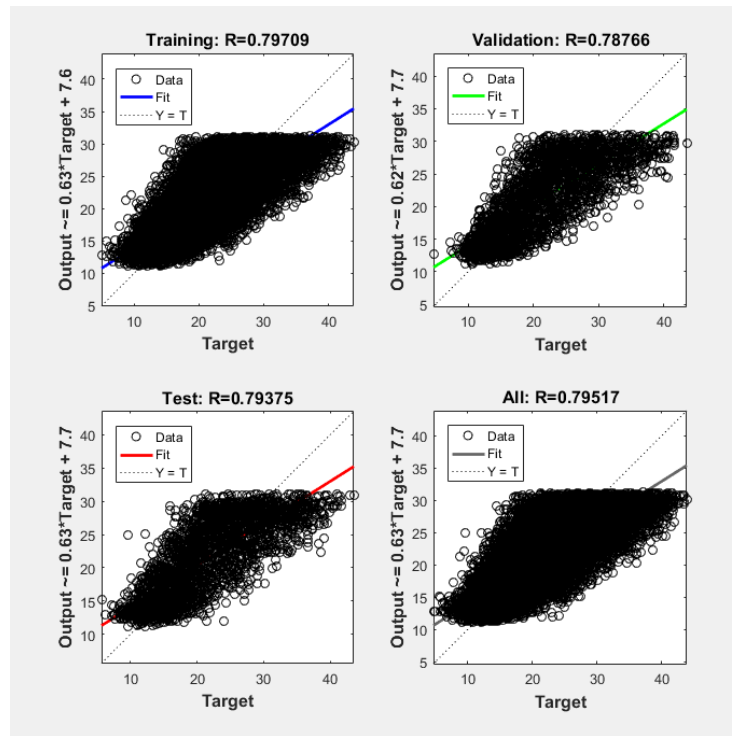 Training: R=0.79709
Output ~= 0.63*Target + 7.6
40
35
30
25
20
15
10
5
Data
Fit
Y = T
10 20 30 40
Target
Validation: R=0.78766
Output ~= 0.62*Target + 7.7
40
35
30
25
20
15
10
5
Data
Fit
Y = T
10 20 30 40
Target
Test: R=0.79375
Output ~= 0.63*Target + 7.7
40
35
30
25
20
15
10
Data
Fit
Y = T
10 20 30 40
Target
All: R=0.79517
Output ~= 0.63*Target + 7.7
40
35
30
25
20
15
10
5
Data
Fit
Y = T
10 20 30 40
Target